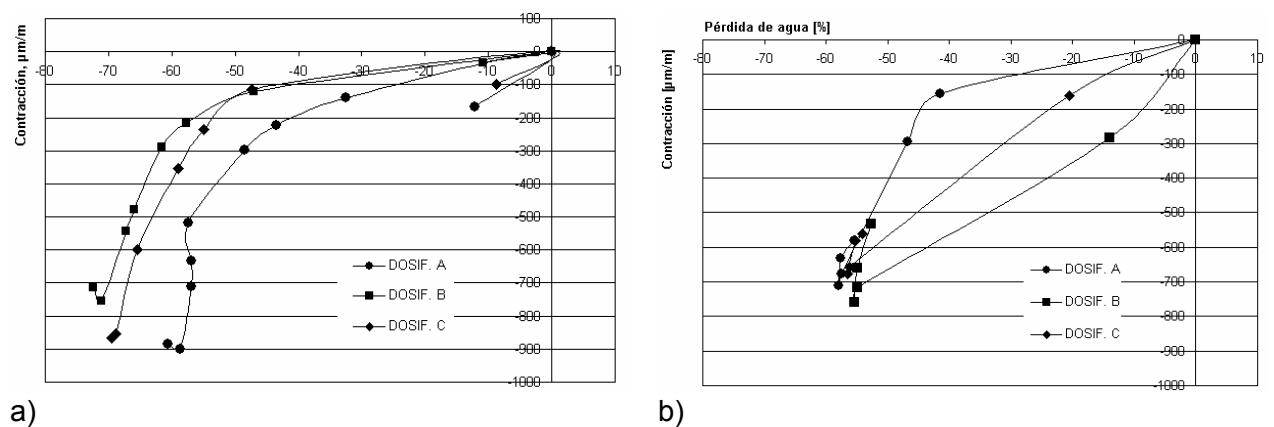 100
0
-80 -70 -60 -50 -40 -30 -20 -10 0 10
-100
-200
-300
-400
-500
-600
-700
-800
-900
-1000
Contracción, µm/m
DOSIF. A
DOSIF. B
DOSIF. C
a)
Pérdida de agua [%]
0
-80 -70 -60 -50 -40 -30 -20 -10 0 10
-100
-200
-300
-400
-500
-600
-700
-800
-900
-1000
Contracción [µm/m]
DOSIF. A
DOSIF. B
DOSIF. C
b)